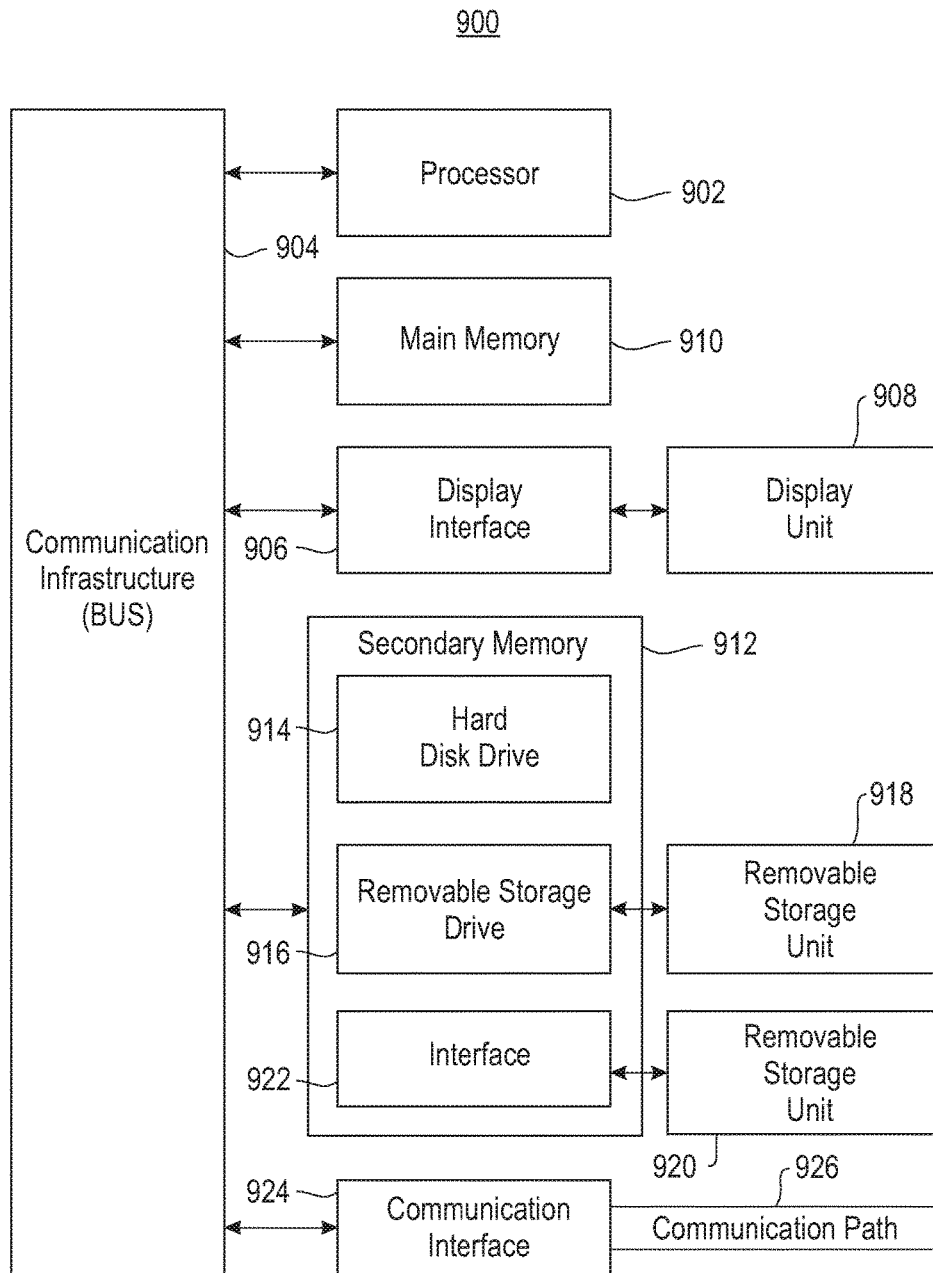 900
Processor
902
904
Main Memory
910
908
Display
Interface
906
Display
Unit
Communication
Infrastructure
(BUS)
Secondary Memory
912
914
Hard
Disk Drive
918
Removable Storage
Drive
916
Removable
Storage
Unit
Interface
922
Removable
Storage
Unit
920
926
924
Communication
Interface
Communication Path